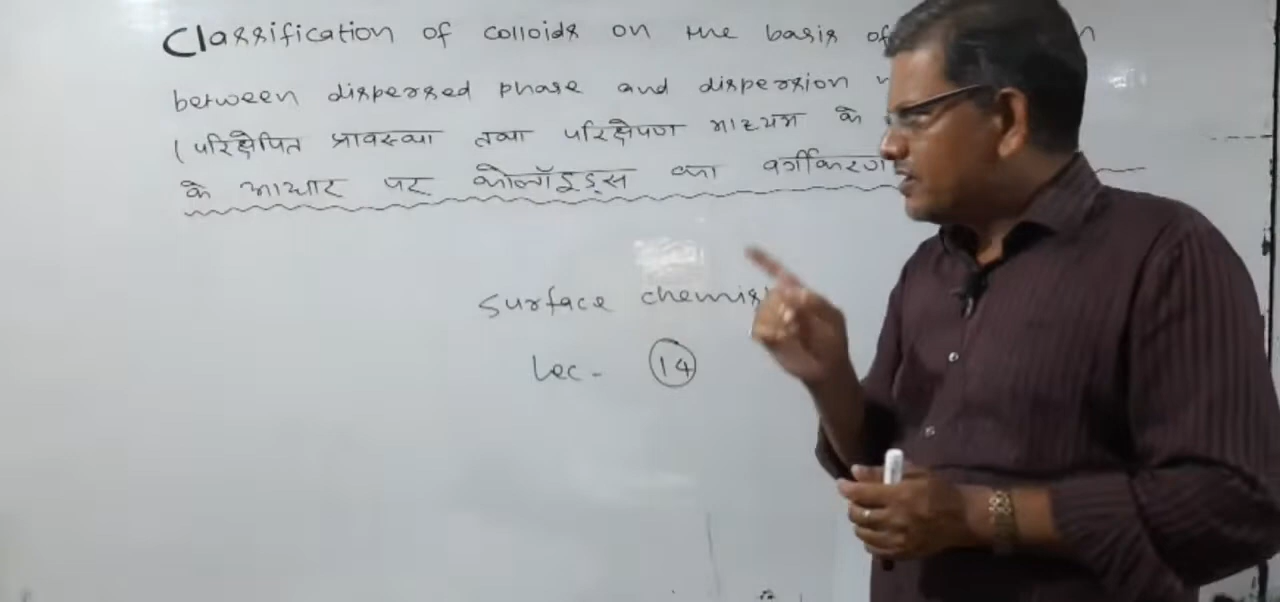 Classification of colloids on the basis of
between dispersed phase and dispersion
(परिक्षेपित प्रावस्था तथा परिक्षेपण माध्यम के
के आधार पर कोलॉइड्स का वर्गीकरण
Surface chemis
Lec - 14